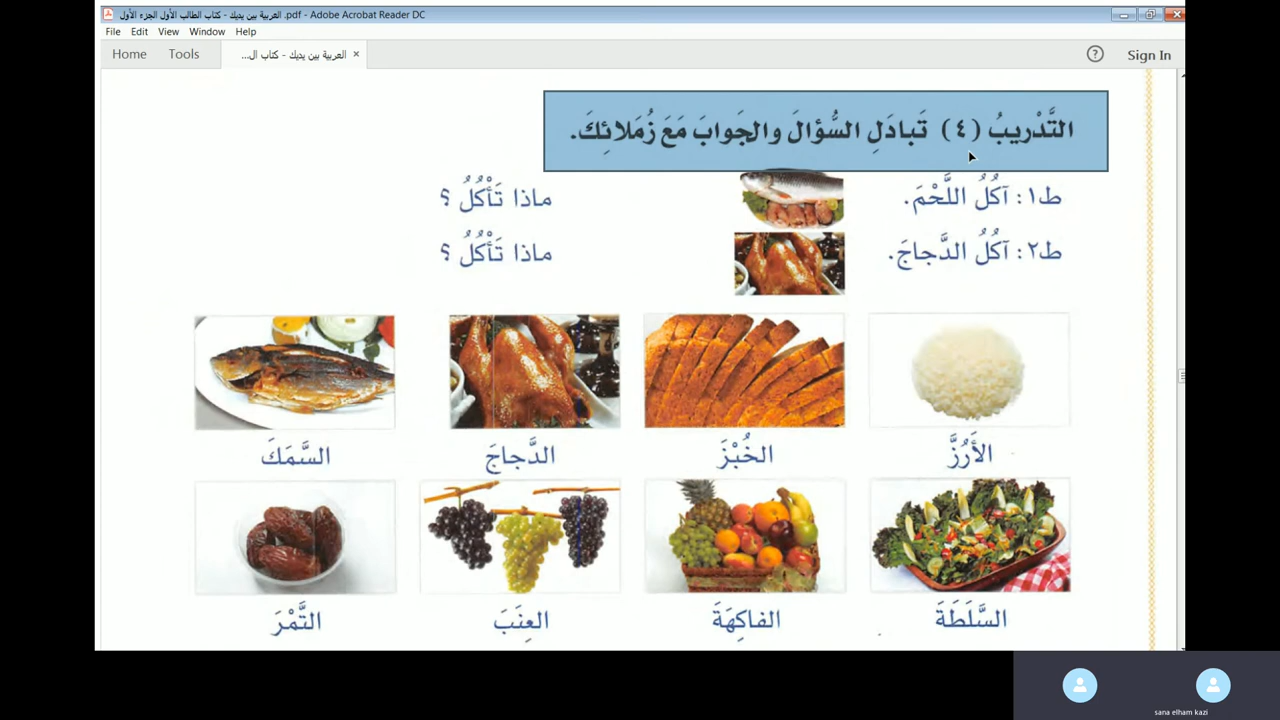 العربية بين يديك - كتاب الطالب الأول الجزء الأول .pdf - Adobe Acrobat Reader DC
File Edit View Window Help
Home Tools العربية بين يديك - كتاب ال... × ? Sign In
التَّدْريبُ (٤) تَبادَلِ السُّؤالَ والجَوابَ مَعَ زُمَلائِكَ.
ط١: آكُلُ اللَّحْمَ. ماذا تَأْكُلُ ؟
ط٢: آكُلُ الدَّجاجَ. ماذا تَأْكُلُ ؟
الأَرُزَّ الخُبْزَ الدَّجاجَ السَّمَكَ
السَّلَطَةَ الفاكِهَةَ العِنَبَ التَّمْرَ
sana elham kazi